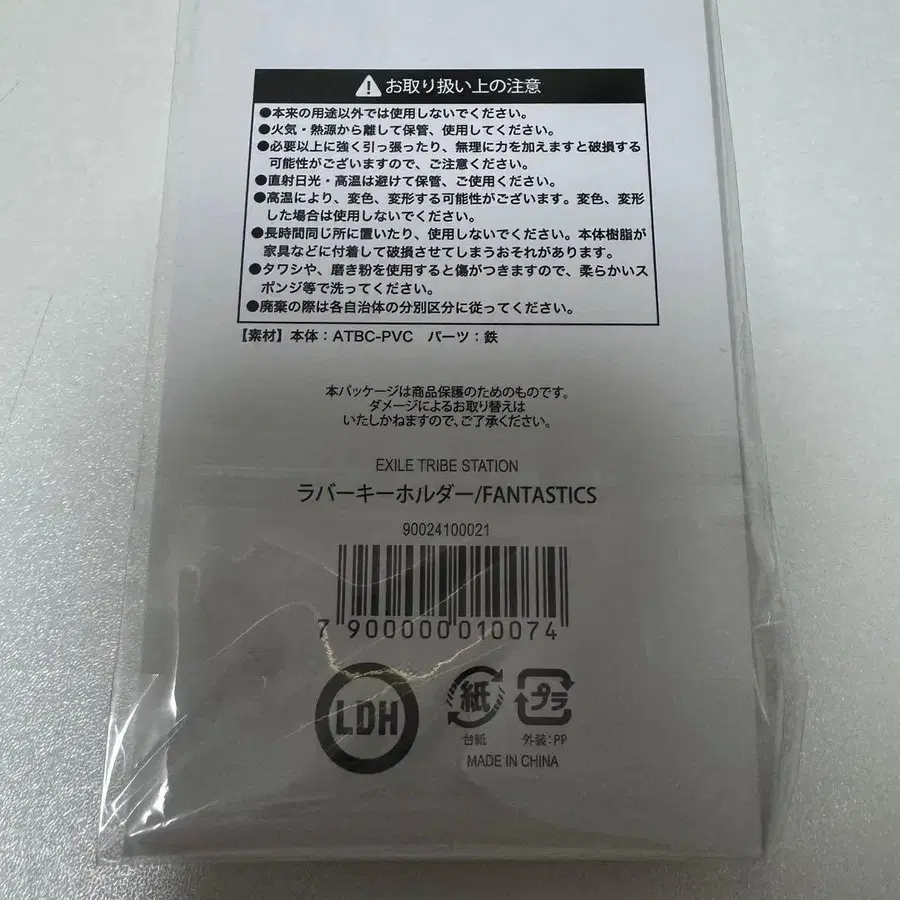 お取り扱い上の注意
●本来の用途以外では使用しないでください。
●火気・熱源から離して保管、使用してください。
●必要以上に強く引っ張ったり、無理に力を加えますと破損する
可能性がございますので、ご注意ください。
●直射日光・高温は避けて保管、ご使用ください。
●高温により、変色、変形する可能性がございます。変色、変形
した場合は使用しないでください。
●長時間同じ所に置いたり、使用しないでください。本体樹脂が
家具などに付着して破損させてしまうおそれがあります。
●タワシや、磨き粉を使用すると傷がつきますので、柔らかいス
ポンジ等で洗ってください。
●廃棄の際は各自治体の分別区分に従ってください。
【素材】本体：ATBC-PVC パーツ：鉄
本パッケージは商品保護のためのものです。
ダメージによるお取り替えは
いたしかねますので、ご了承ください。
EXILE TRIBE STATION
ラバーキーホルダー/FANTASTICS
90024100021
7 900000 010074
LDH
紙
プラ
台紙
外装：PP
MADE IN CHINA